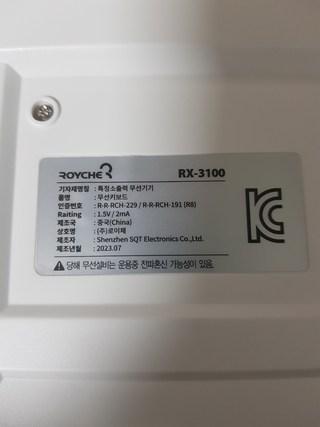 ROYCHE RX-3100
기자재명칭 : 특정소출력 무선기기
품명 : 무선키보드
인증번호 : R-R-RCH-229 / R-R-RCH-191 (RB)
Raiting : 1.5V / 2mA
제조국 : 중국(China)
상호명 : (주)로이체
제조자 : Shenzhen SQT Electronics Co.,Ltd.
제조년월 : 2023.07
당해 무선설비는 운용중 전파혼신 가능성이 있음.